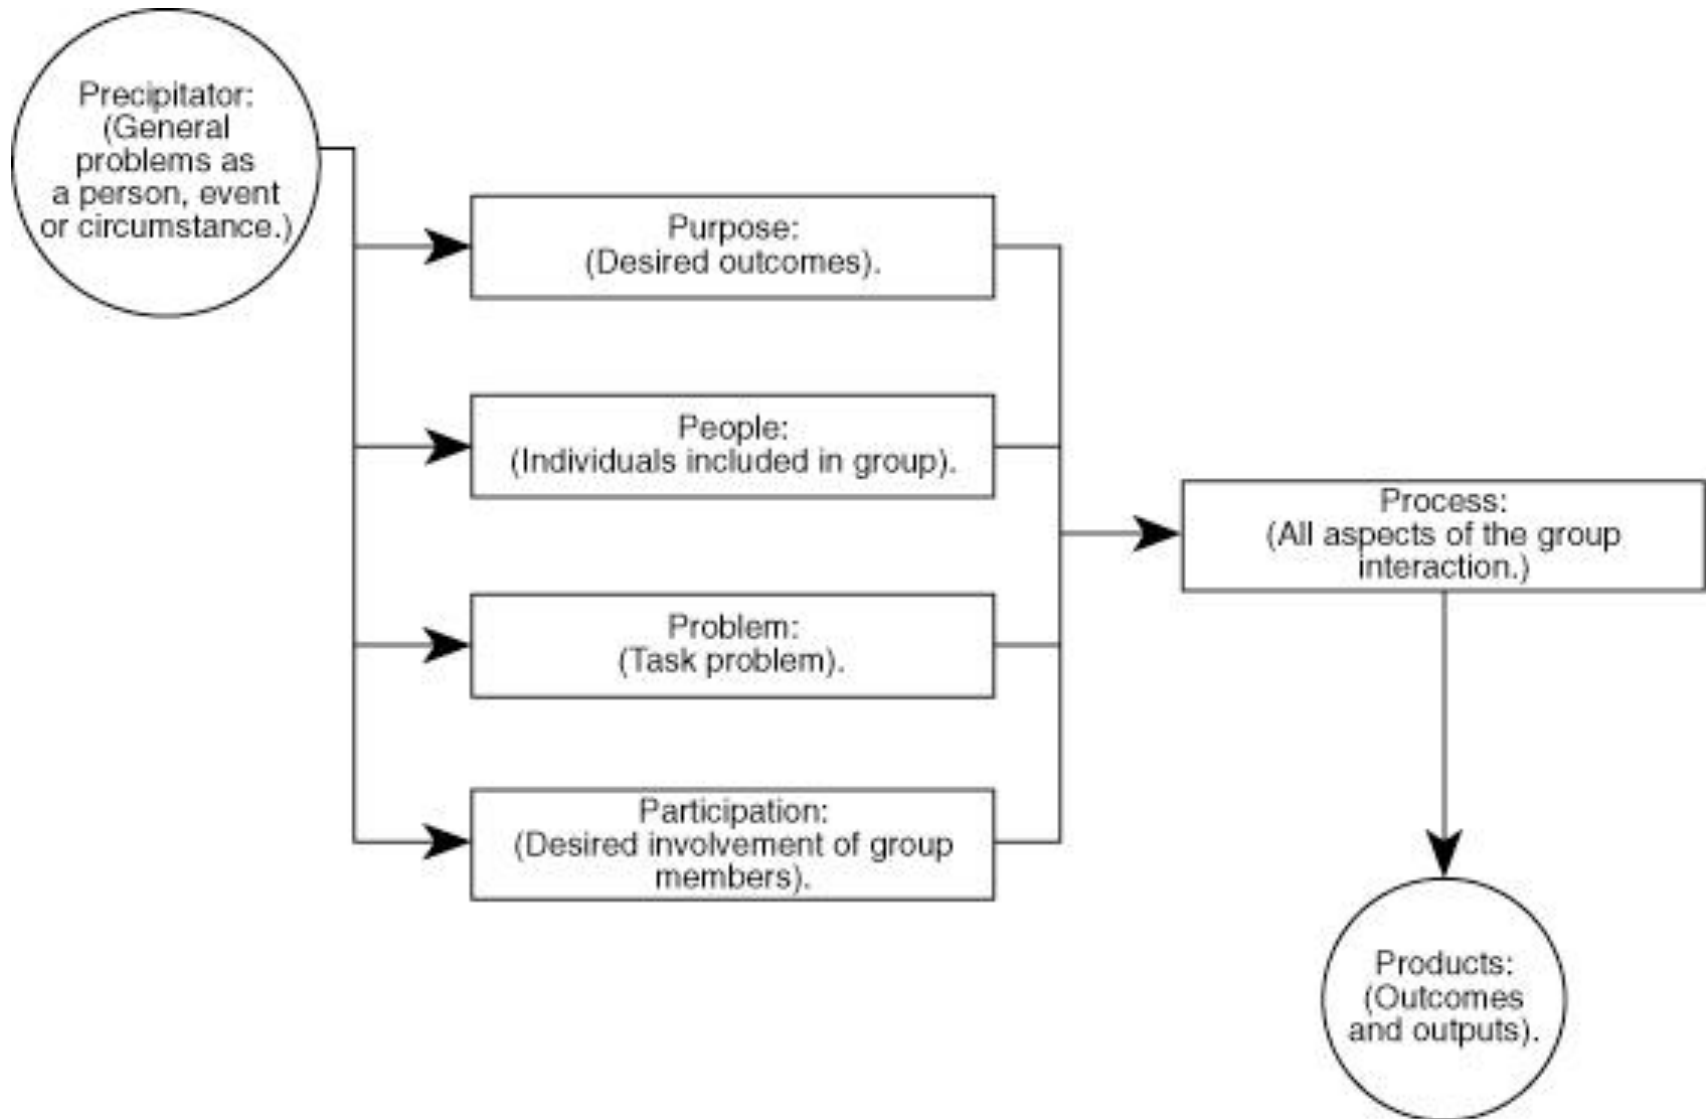 Precipitator:
(General
problems as
a person, event
or circumstance.)
Purpose:
(Desired outcomes).
People:
(Individuals included in group).
Problem:
(Task problem).
Participation:
(Desired involvement of group
members).
Process:
(All aspects of the group
interaction.)
Products:
(Outcomes
and outputs).